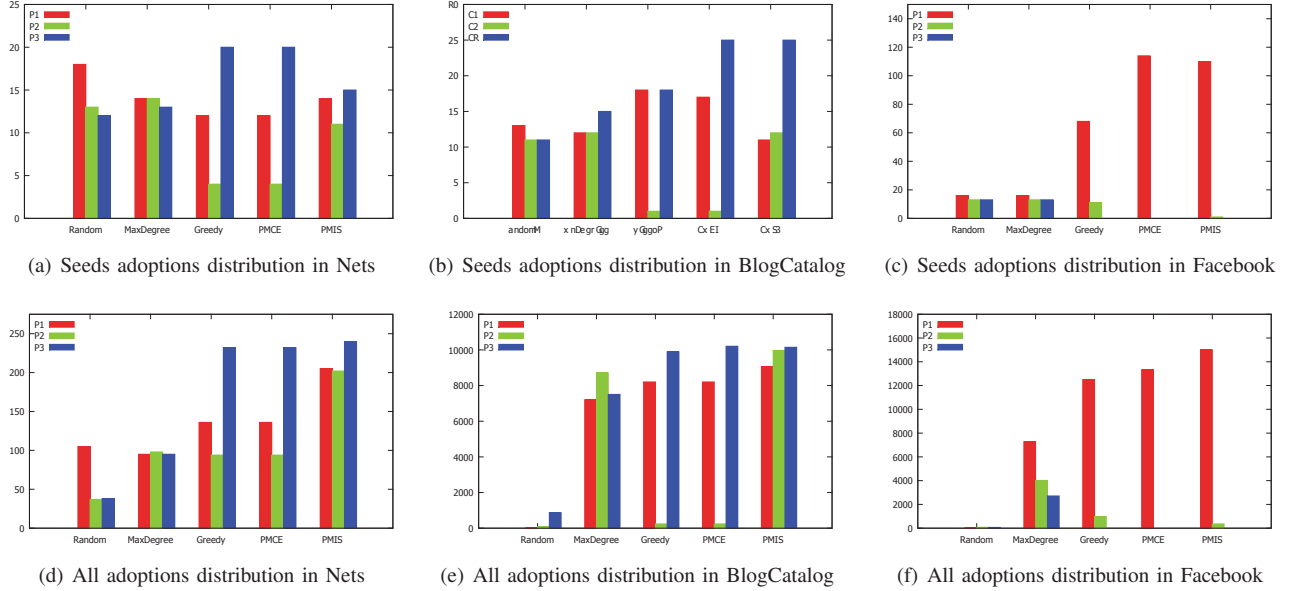 25
20
15
10
5
0
P1
P2
P3
Random MaxDegree Greedy PMCE PMIS
(a) Seeds adoptions distribution in Nets
R0
25
20
15
10
5
0
C1
C2
CR
(b) Seeds adoptions distribution in BlogCatalog
140
120
100
80
60
40
20
0
P1
P2
P3
Random MaxDegree Greedy PMCE PMIS
(c) Seeds adoptions distribution in Facebook
250
200
150
100
50
0
P1
P2
P3
Random MaxDegree Greedy PMCE PMIS
(d) All adoptions distribution in Nets
12000
10000
8000
6000
4000
2000
0
P1
P2
P3
Random MaxDegree Greedy PMCE PMIS
(e) All adoptions distribution in BlogCatalog
18000
16000
14000
12000
10000
8000
6000
4000
2000
0
P1
P2
P3
Random MaxDegree Greedy PMCE PMIS
(f) All adoptions distribution in Facebook